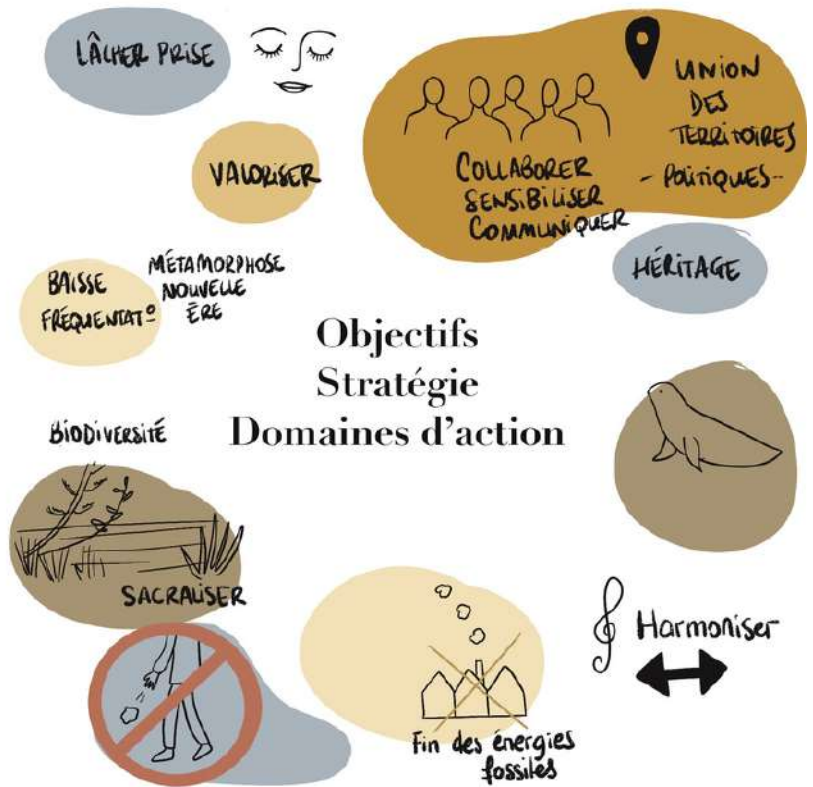 LÂCHER PRISE
UNION
DES
TERRITOIRES
- POLITIQUES -
COLLABORER
SENSIBILISER
COMMUNIQUER
VALORISER
HÉRITAGE
BAISSE
FRÉQUENTATº
MÉTAMORPHOSE
NOUVELLE
ÈRE
Objectifs
Stratégie
Domaines d'action
BIODIVERSITÉ
SACRALISER
Harmoniser
Fin des énergies
fossiles